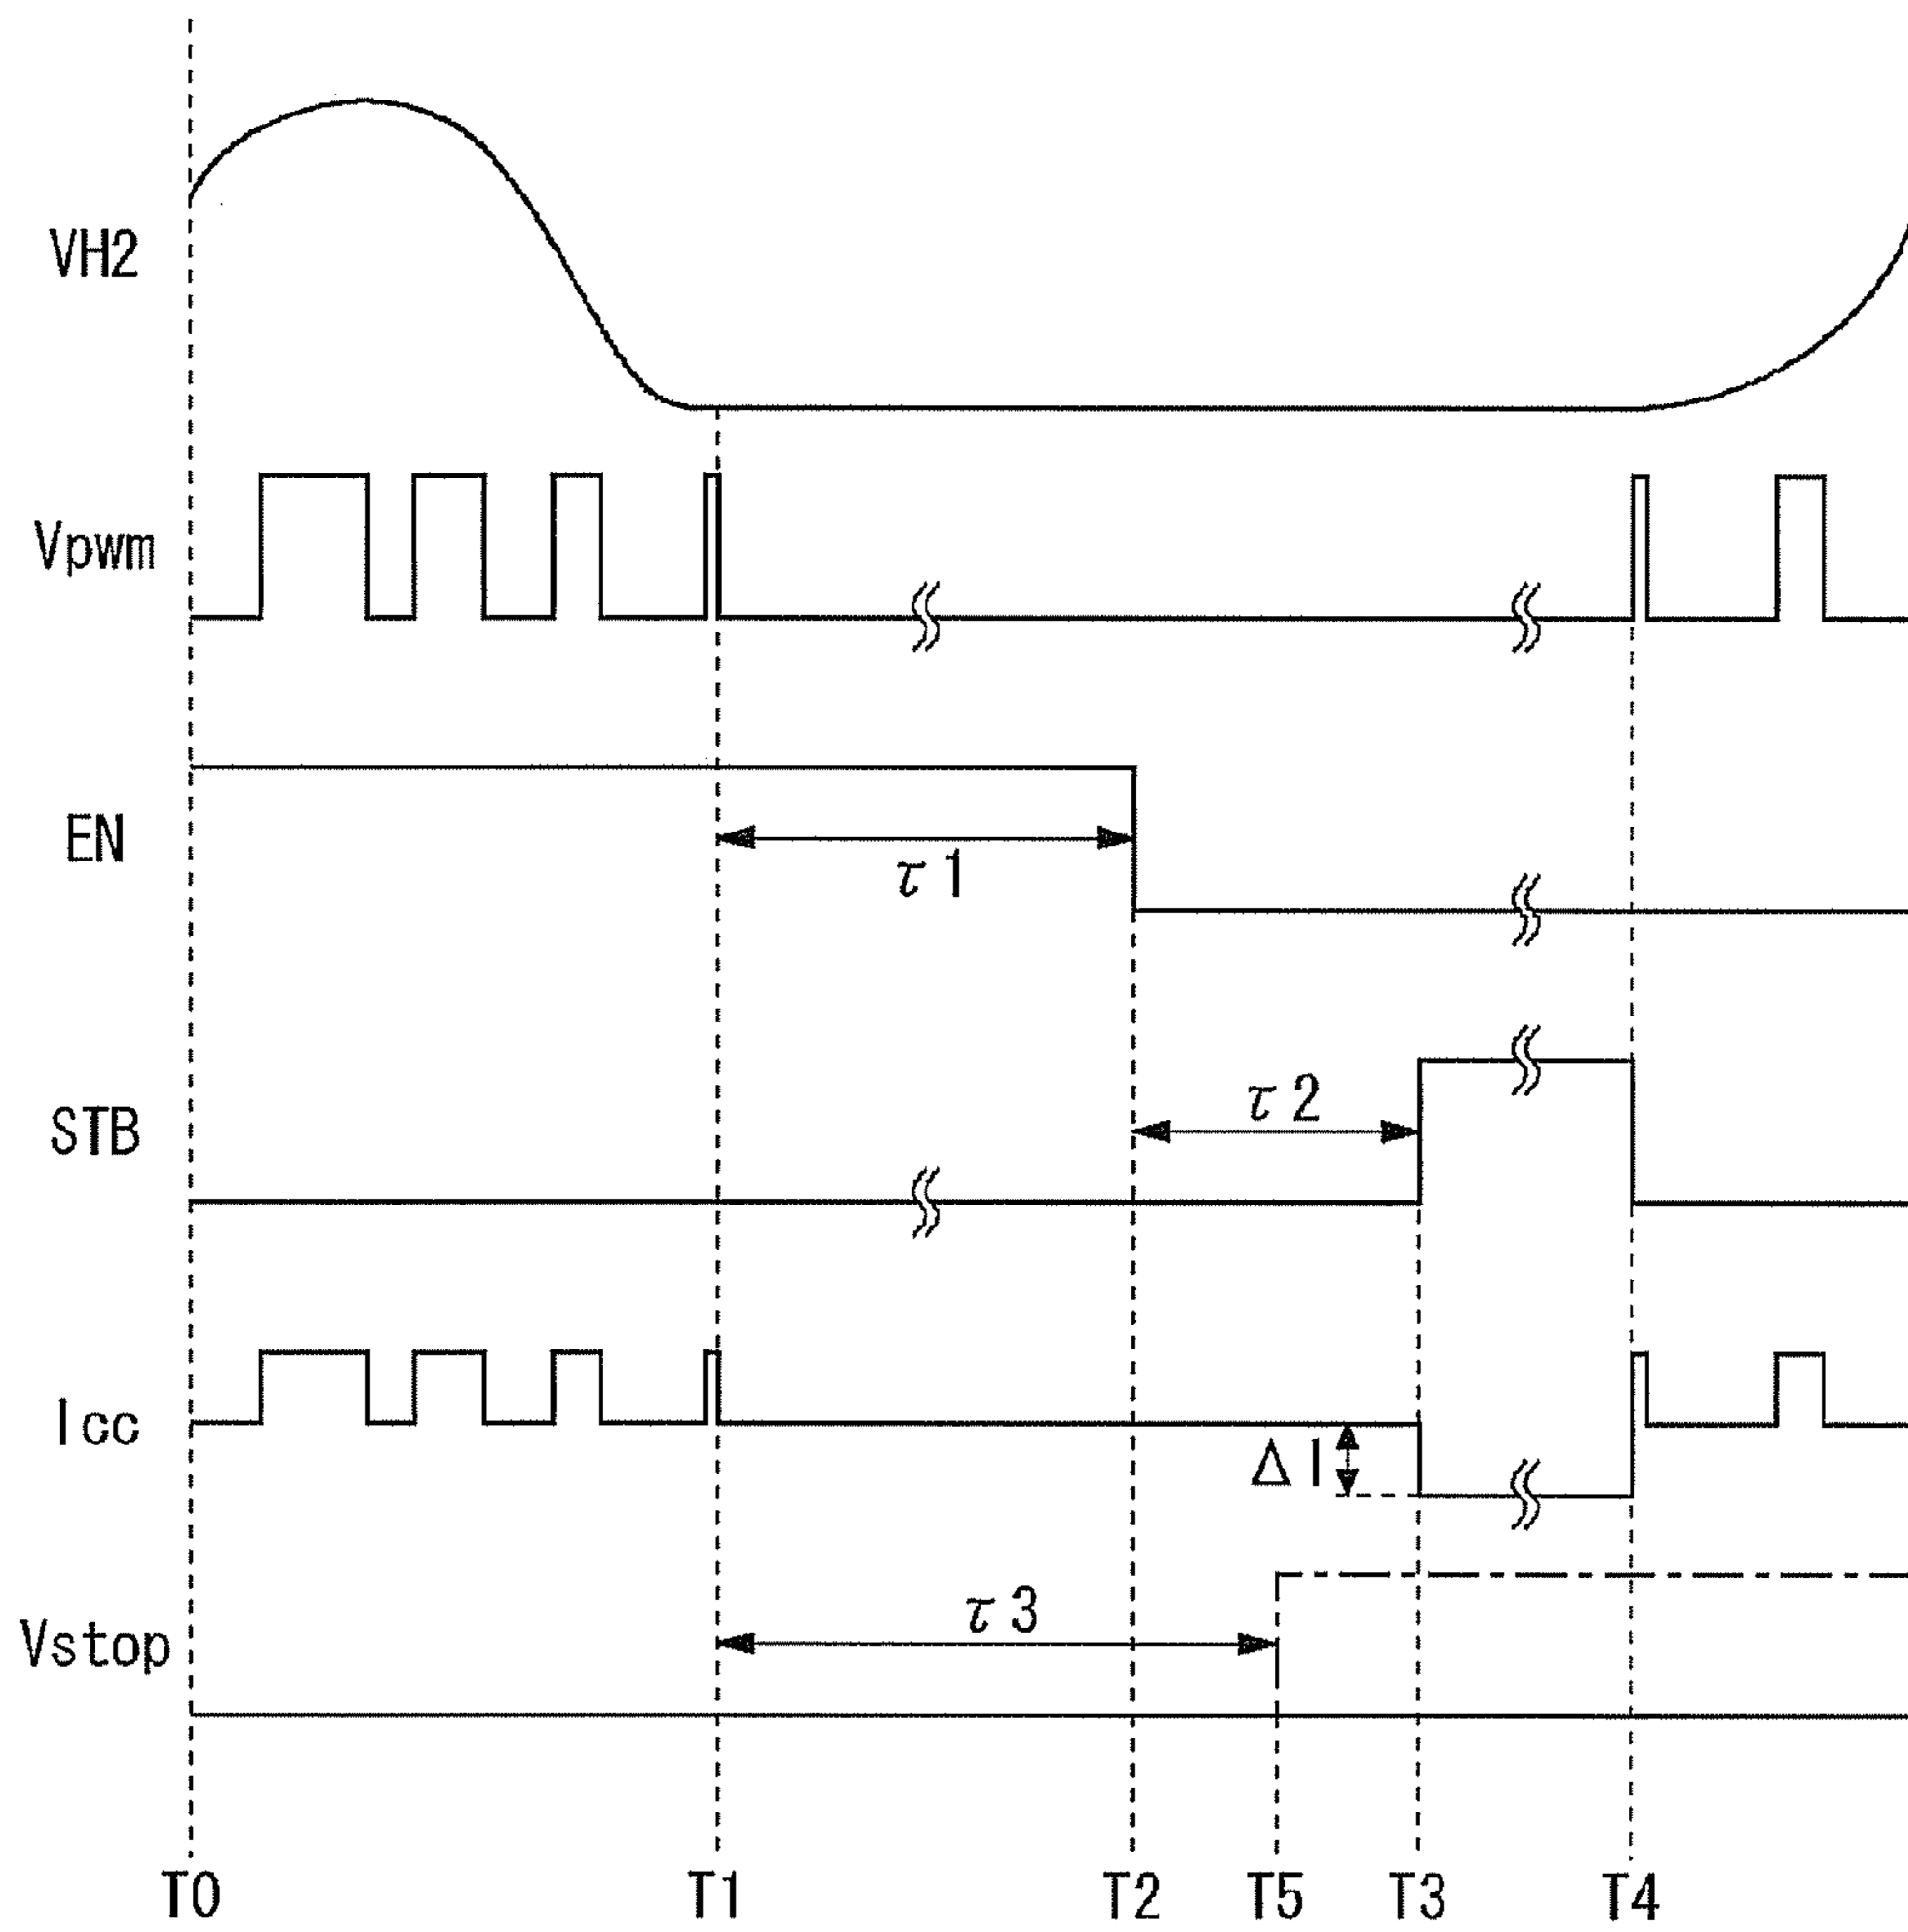 VH2
Vpwm
EN
τ1
STB
τ2
Icc
ΔI
Vstop
τ3
T0 T1 T2 T5 T3 T4